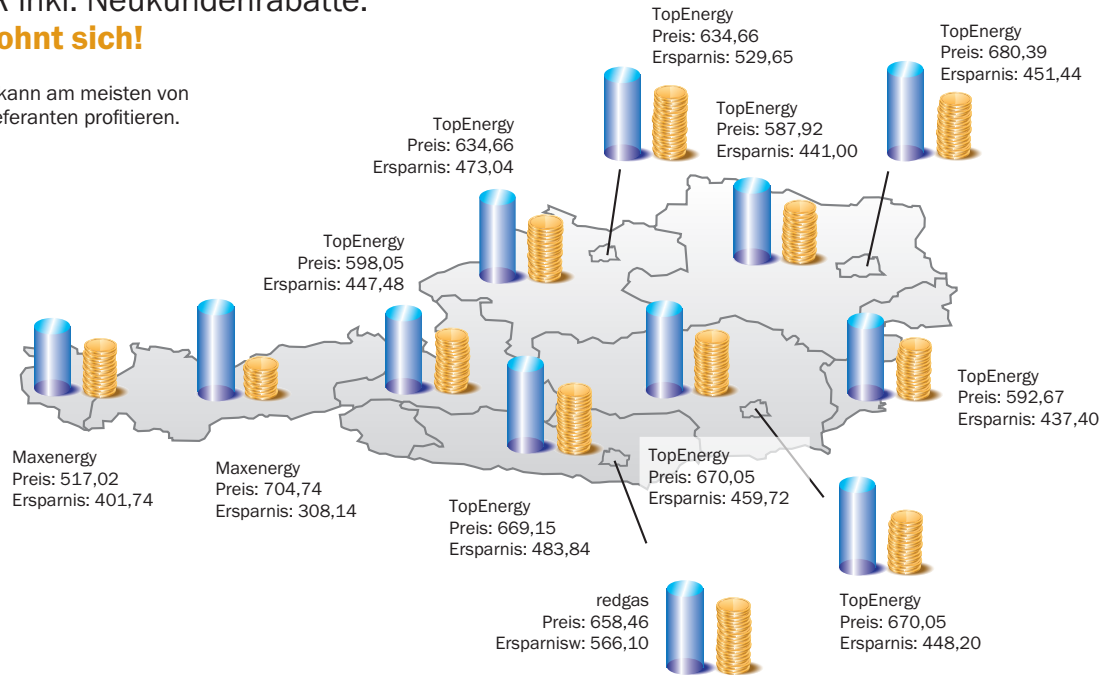 R inkl. Neukundenrabatte.
ohnt sich!
kann am meisten von
eferanten profitieren.
TopEnergy
Preis: 634,66
Ersparnis: 529,65
TopEnergy
Preis: 680,39
Ersparnis: 451,44
TopEnergy
Preis: 587,92
Ersparnis: 441,00
TopEnergy
Preis: 634,66
Ersparnis: 473,04
TopEnergy
Preis: 598,05
Ersparnis: 447,48
TopEnergy
Preis: 592,67
Ersparnis: 437,40
Maxenergy
Preis: 517,02
Ersparnis: 401,74
Maxenergy
Preis: 704,74
Ersparnis: 308,14
TopEnergy
Preis: 670,05
Ersparnis: 459,72
TopEnergy
Preis: 669,15
Ersparnis: 483,84
redgas
Preis: 658,46
Ersparnisw: 566,10
TopEnergy
Preis: 670,05
Ersparnis: 448,20